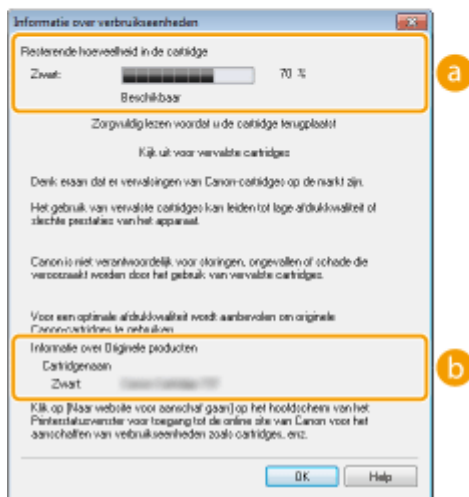 Informatie over verbruikseenheden
Resterende hoeveelheid in de cartridge
a
Zwart: 70 %
Beschikbaar
Zorgvuldig lezen voordat u de cartridge terugplaatst
Kijk uit voor vervalste cartridges
Denk eraan dat er vervalsingen van Canon-cartridges op de markt zijn.
Het gebruik van vervalste cartridges kan leiden tot lage afdrukkwaliteit of
slechte prestaties van het apparaat.
Canon is niet verantwoordelijk voor storingen, ongevallen of schade die
veroorzaakt worden door het gebruik van vervalste cartridges.
Voor een optimale afdrukkwaliteit wordt aanbevolen om originele
Canon-cartridges te gebruiken.
Informatie over Originele producten
Cartridgenaam
b
Zwart
Klik op [Naar website voor aanschaf gaan] op het hoofdscherm van het
Printerstatusvenster voor toegang tot de online site van Canon voor het
aanschaffen van verbruikseenheden zoals cartridges, enz.
OK Help